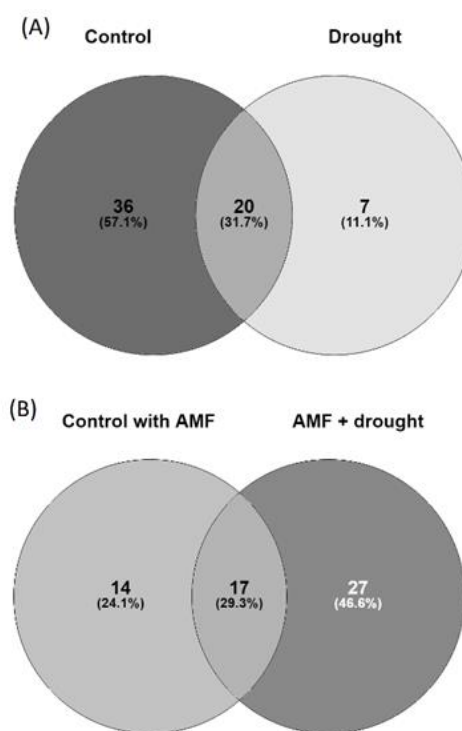 (A)
Control Drought
36 20 7
(57.1%) (31.7%) (11.1%)
(B)
Control with AMF AMF + drought
14 17 27
(24.1%) (29.3%) (46.6%)